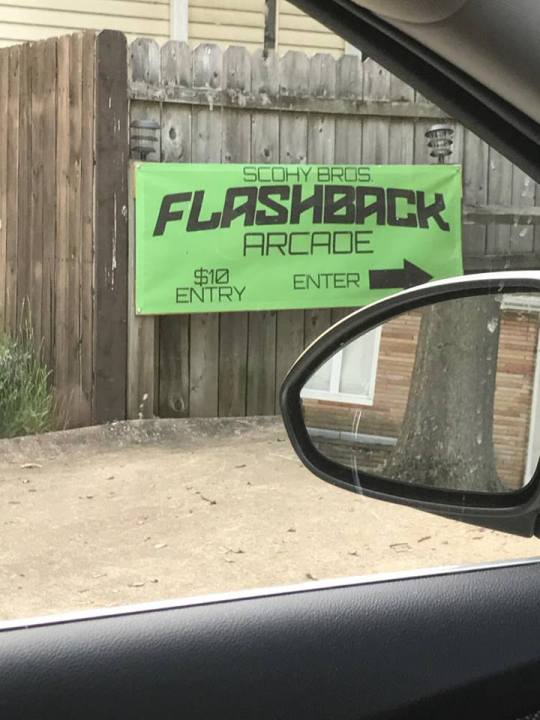 SCOHY BROS.
FLASHBACK
ARCADE
$10
ENTRY
ENTER